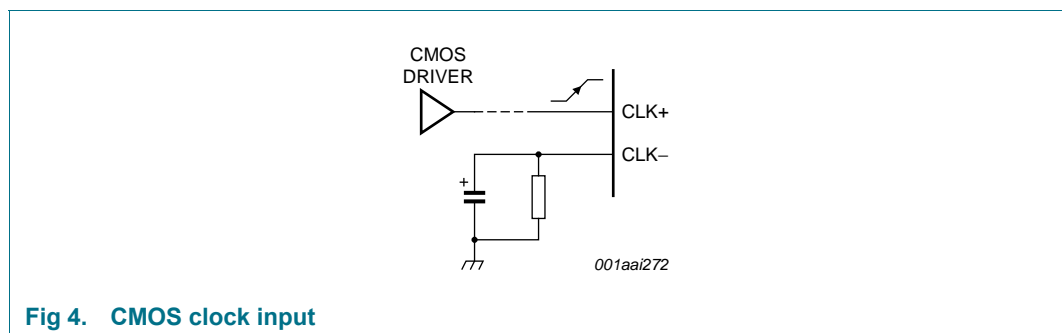 CMOS
DRIVER
CLK+
CLK−
+
001aai272
Fig 4. CMOS clock input